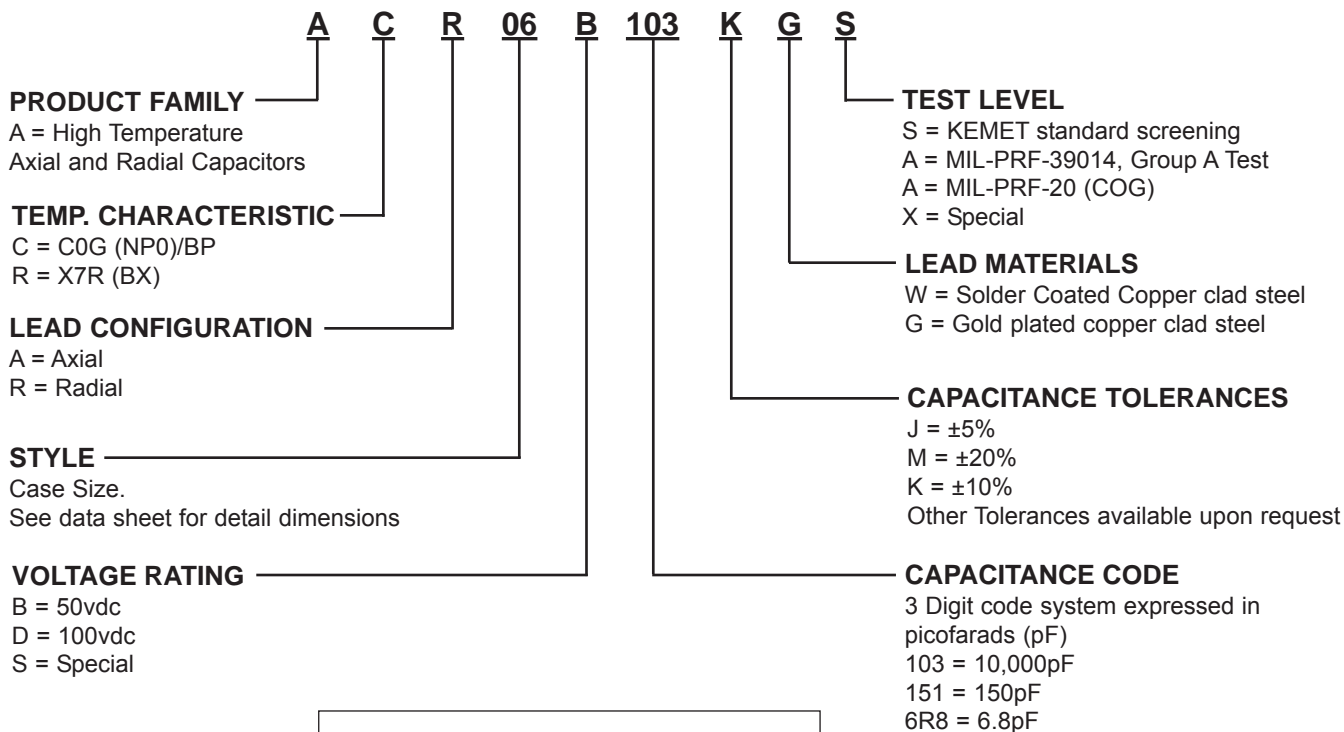 A C R 06 B 103 K G S
PRODUCT FAMILY
A = High Temperature
Axial and Radial Capacitors
TEMP. CHARACTERISTIC
C = C0G (NP0)/BP
R = X7R (BX)
LEAD CONFIGURATION
A = Axial
R = Radial
STYLE
Case Size.
See data sheet for detail dimensions
VOLTAGE RATING
B = 50vdc
D = 100vdc
S = Special
TEST LEVEL
S = KEMET standard screening
A = MIL-PRF-39014, Group A Test
A = MIL-PRF-20 (COG)
X = Special
LEAD MATERIALS
W = Solder Coated Copper clad steel
G = Gold plated copper clad steel
CAPACITANCE TOLERANCES
J = ±5%
M = ±20%
K = ±10%
Other Tolerances available upon request
CAPACITANCE CODE
3 Digit code system expressed in
picofarads (pF)
103 = 10,000pF
151 = 150pF
6R8 = 6.8pF